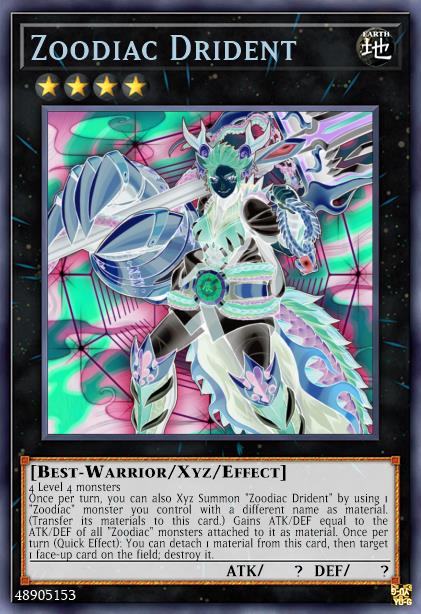 Zoodiac Drident
EARTH
地
[Best-Warrior/Xyz/Effect]
4 Level 4 monsters
Once per turn, you can also Xyz Summon "Zoodiac Drident" by using 1
"Zoodiac" monster you control with a different name as material.
(Transfer its materials to this card.) Gains ATK/DEF equal to the
ATK/DEF of all "Zoodiac" monsters attached to it as material. Once per
turn (Quick Effect): You can detach 1 material from this card, then target
1 face-up card on the field; destroy it.
ATK/ ? DEF/ ?
48905153